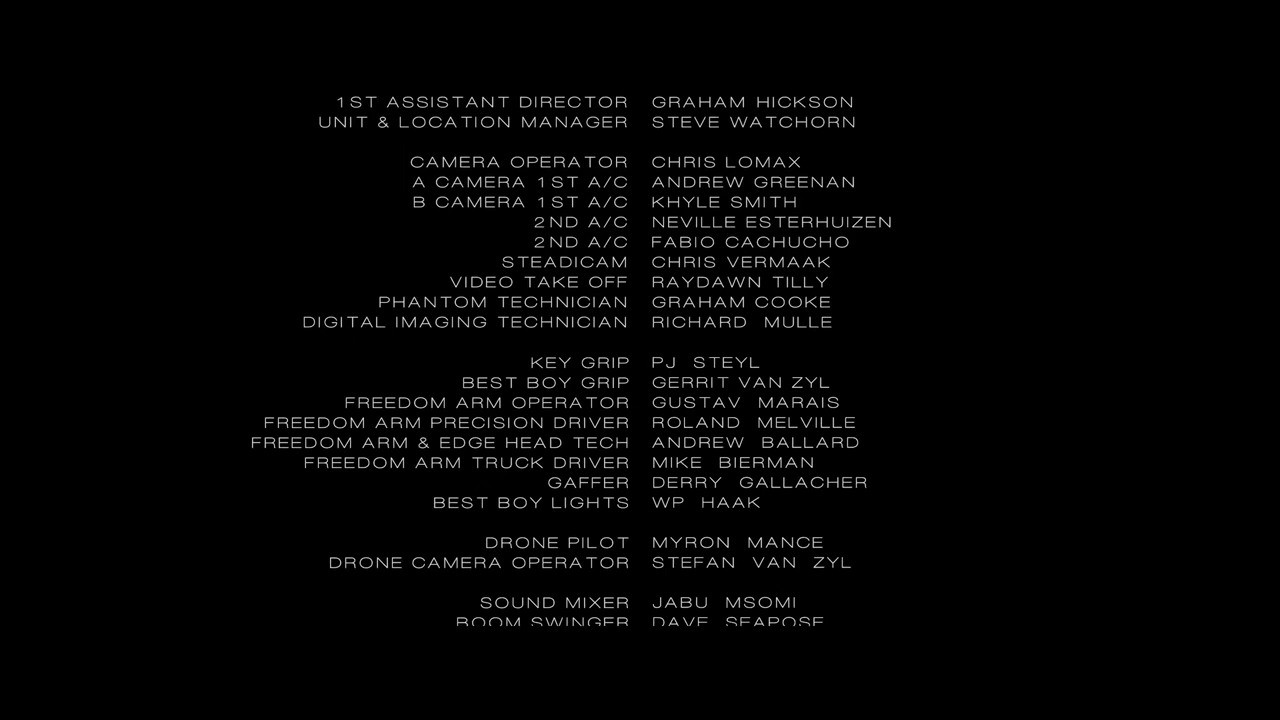 1ST ASSISTANT DIRECTOR GRAHAM HICKSON
UNIT & LOCATION MANAGER STEVE WATCHORN
CAMERA OPERATOR CHRIS LOMAX
A CAMERA 1ST A/C ANDREW GREENAN
B CAMERA 1ST A/C KHYLE SMITH
2ND A/C NEVILLE ESTERHUIZEN
2ND A/C FABIO CACHUCHO
STEADICAM CHRIS VERMAAK
VIDEO TAKE OFF RAYDAWN TILLY
PHANTOM TECHNICIAN GRAHAM COOKE
DIGITAL IMAGING TECHNICIAN RICHARD MULLE
KEY GRIP PJ STEYL
BEST BOY GRIP GERRIT VAN ZYL
FREEDOM ARM OPERATOR GUSTAV MARAIS
FREEDOM ARM PRECISION DRIVER ROLAND MELVILLE
FREEDOM ARM & EDGE HEAD TECH ANDREW BALLARD
FREEDOM ARM TRUCK DRIVER MIKE BIERMAN
GAFFER DERRY GALLACHER
BEST BOY LIGHTS WP HAAK
DRONE PILOT MYRON MANCE
DRONE CAMERA OPERATOR STEFAN VAN ZYL
SOUND MIXER JABU MSOMI
BOOM SWINGER DAVE SEAPOSE